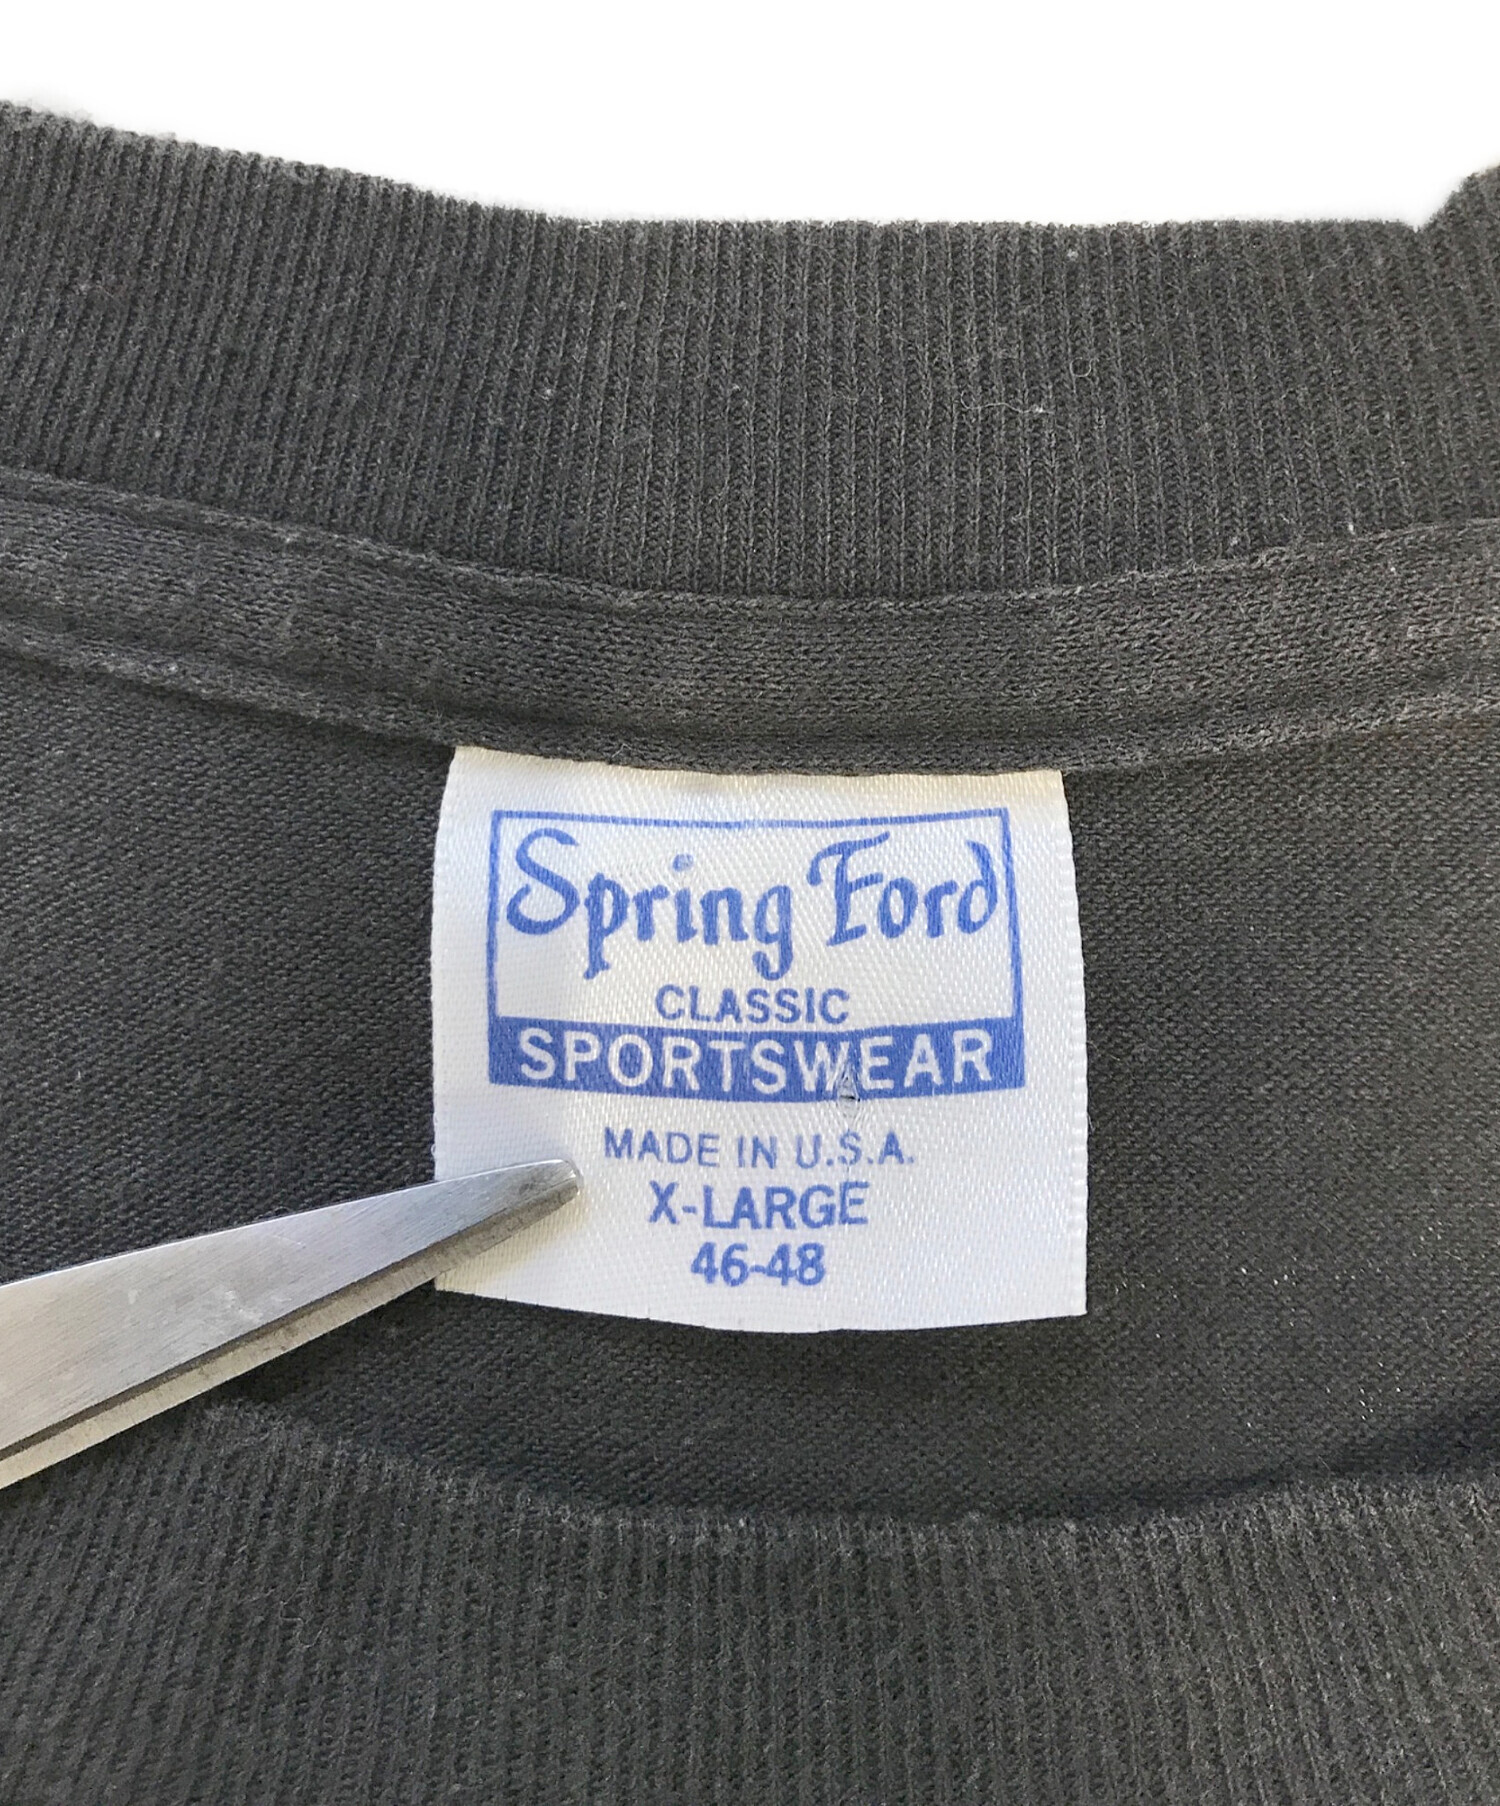 Spring Ford
CLASSIC
SPORTSWEAR
MADE IN U.S.A.
X-LARGE
46-48